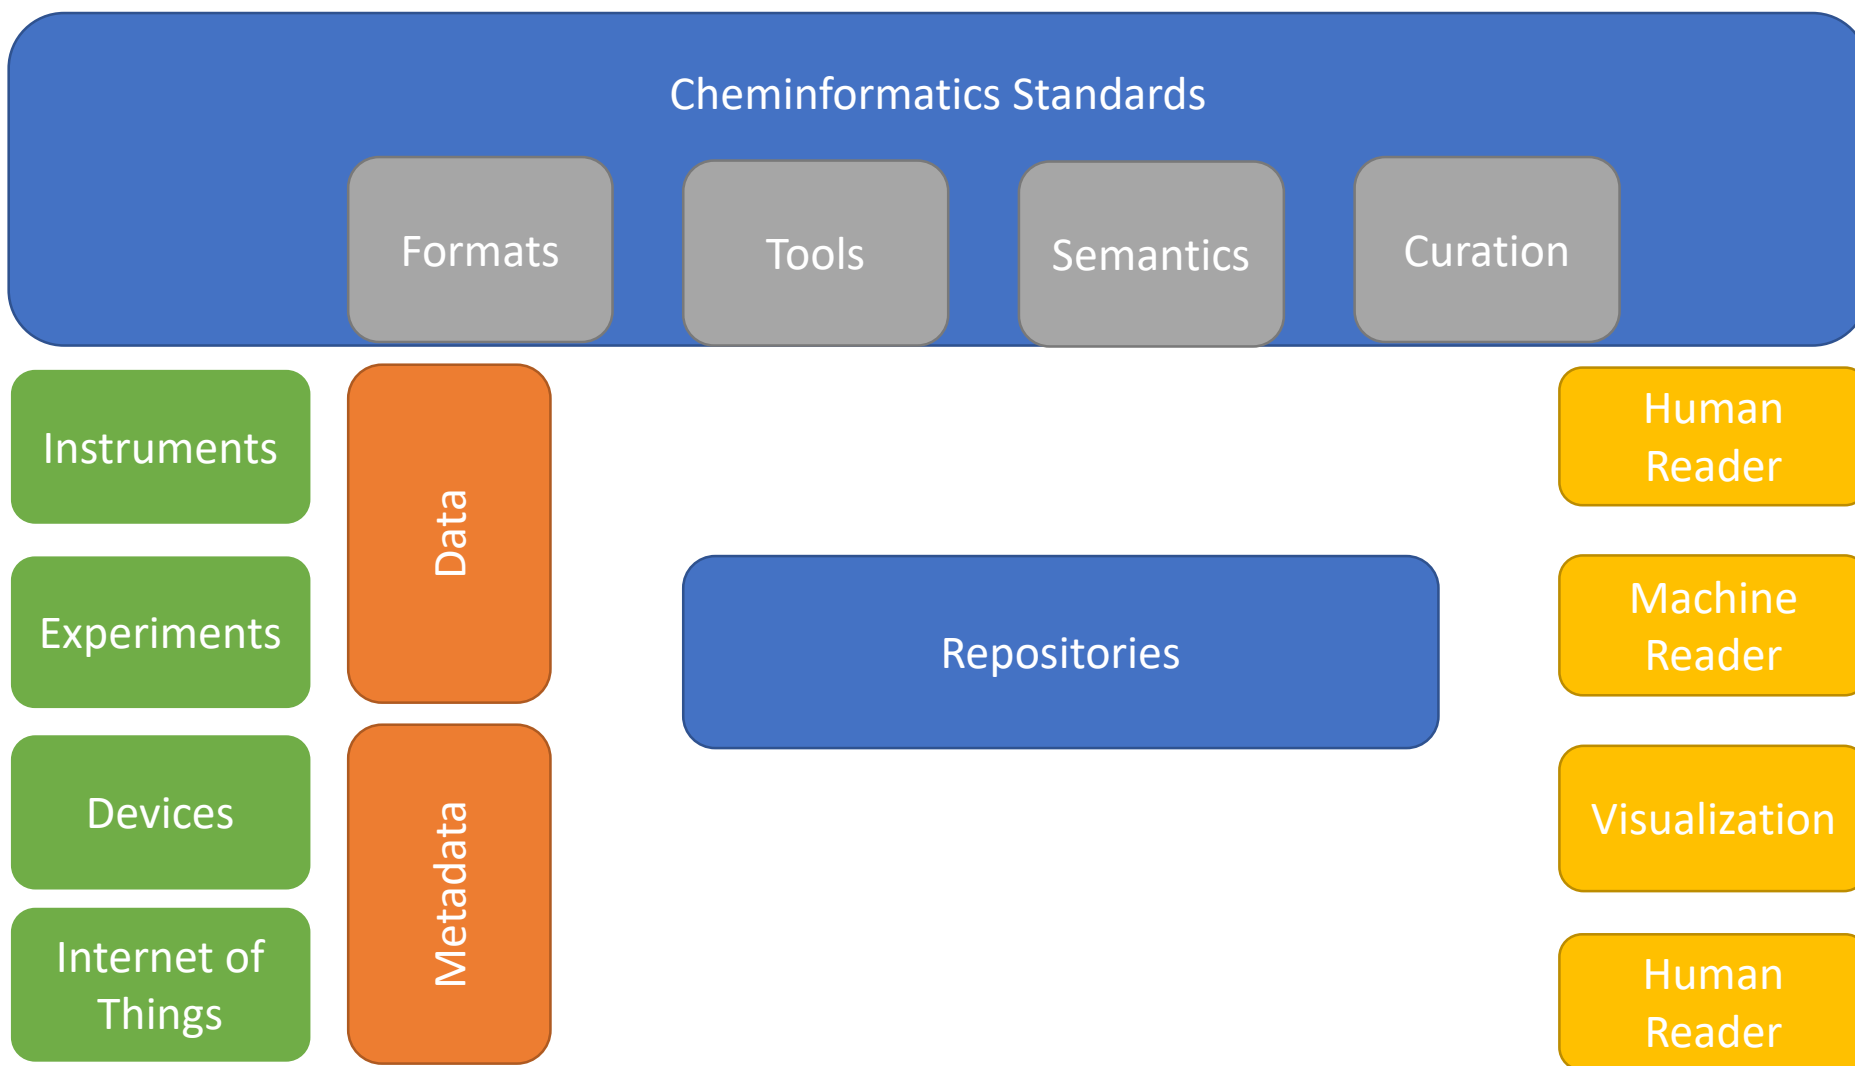 Cheminformatics Standards
Formats
Tools
Semantics
Curation
Instruments
Experiments
Devices
Internet of
Things
Data
Metadata
Repositories
Human
Reader
Machine
Reader
Visualization
Human
Reader